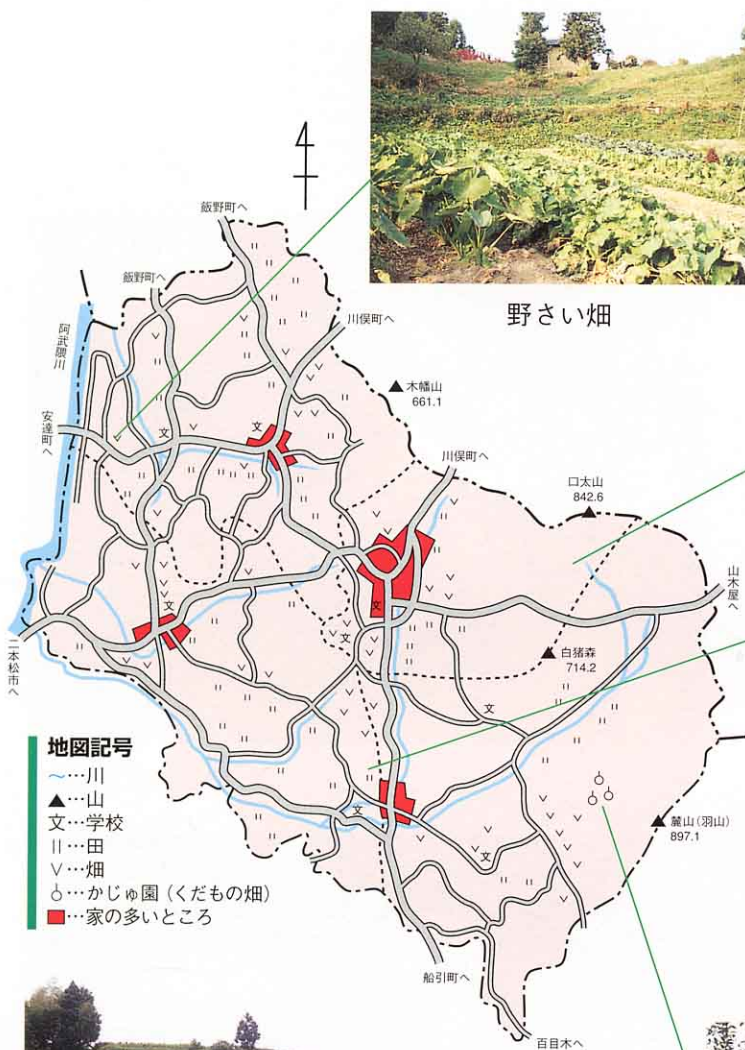 野さい畑
飯野町へ
飯野町へ
川俣町へ
阿武隈川
木幡山
661.1
安達町へ
文
文
川俣町へ
口太山
842.6
山木屋へ
文
文
二本松市へ
文
白猪森
714.2
文
地図記号
〜…川
▲…山
文…学校
||…田
∨…畑
…かじゅ園(くだもの畑)
■…家の多いところ
文
文
麓山(羽山)
897.1
船引町へ
百目木へ